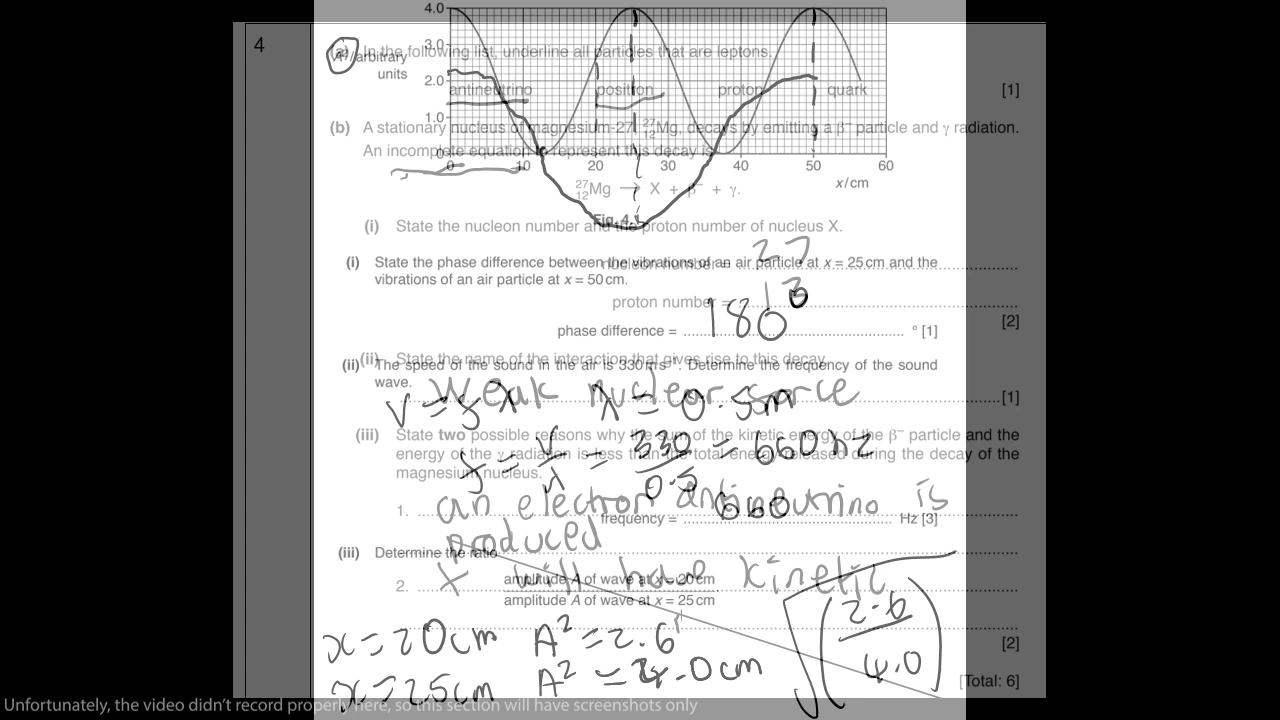 4
4.0
(a) In the following list, underline all particles that are leptons.
3.0
A²/arbitrary
units
2.0
antineutrino position proton quark [1]
1.0
(b) A stationary nucleus of magnesium-27, ²⁷₁₂Mg, decays by emitting a β⁻ particle and γ radiation.
An incomplete equation to represent this decay is
0
0 10 20 30 40 50 60
x/cm
²⁷₁₂Mg → X + β⁻ + γ.
Fig. 4.1
(i) State the nucleon number and the proton number of nucleus X.
(i) State the phase difference between the vibrations of an air particle at x = 25 cm and the
vibrations of an air particle at x = 50 cm.
nucleon number = 27
proton number = 13
[2]
phase difference = 180 ° [1]
(ii) State the name of the interaction that gives rise to this decay.
(ii) The speed of the sound in the air is 330 m s⁻¹. Determine the frequency of the sound
wave.
weak nuclear force [1]
v = fλ λ = 0.5m
(iii) State two possible reasons why the sum of the kinetic energy of the β⁻ particle and the
energy of the γ radiation is less than the total energy released during the decay of the
magnesium nucleus.
f = v/λ = 330/0.5 = 660 hz
1. an electron antineutrino is
produced
frequency = 660 Hz [3]
(iii) Determine the ratio
2. X will have kinetic
amplitude A of wave at x = 20 cm
amplitude A of wave at x = 25 cm
x = 20cm A² = 2.6
x = 25cm A² = 4.0 cm
√(2.6/4.0)
[2]
[Total: 6]
Unfortunately, the video didn't record properly here, so this section will have screenshots only